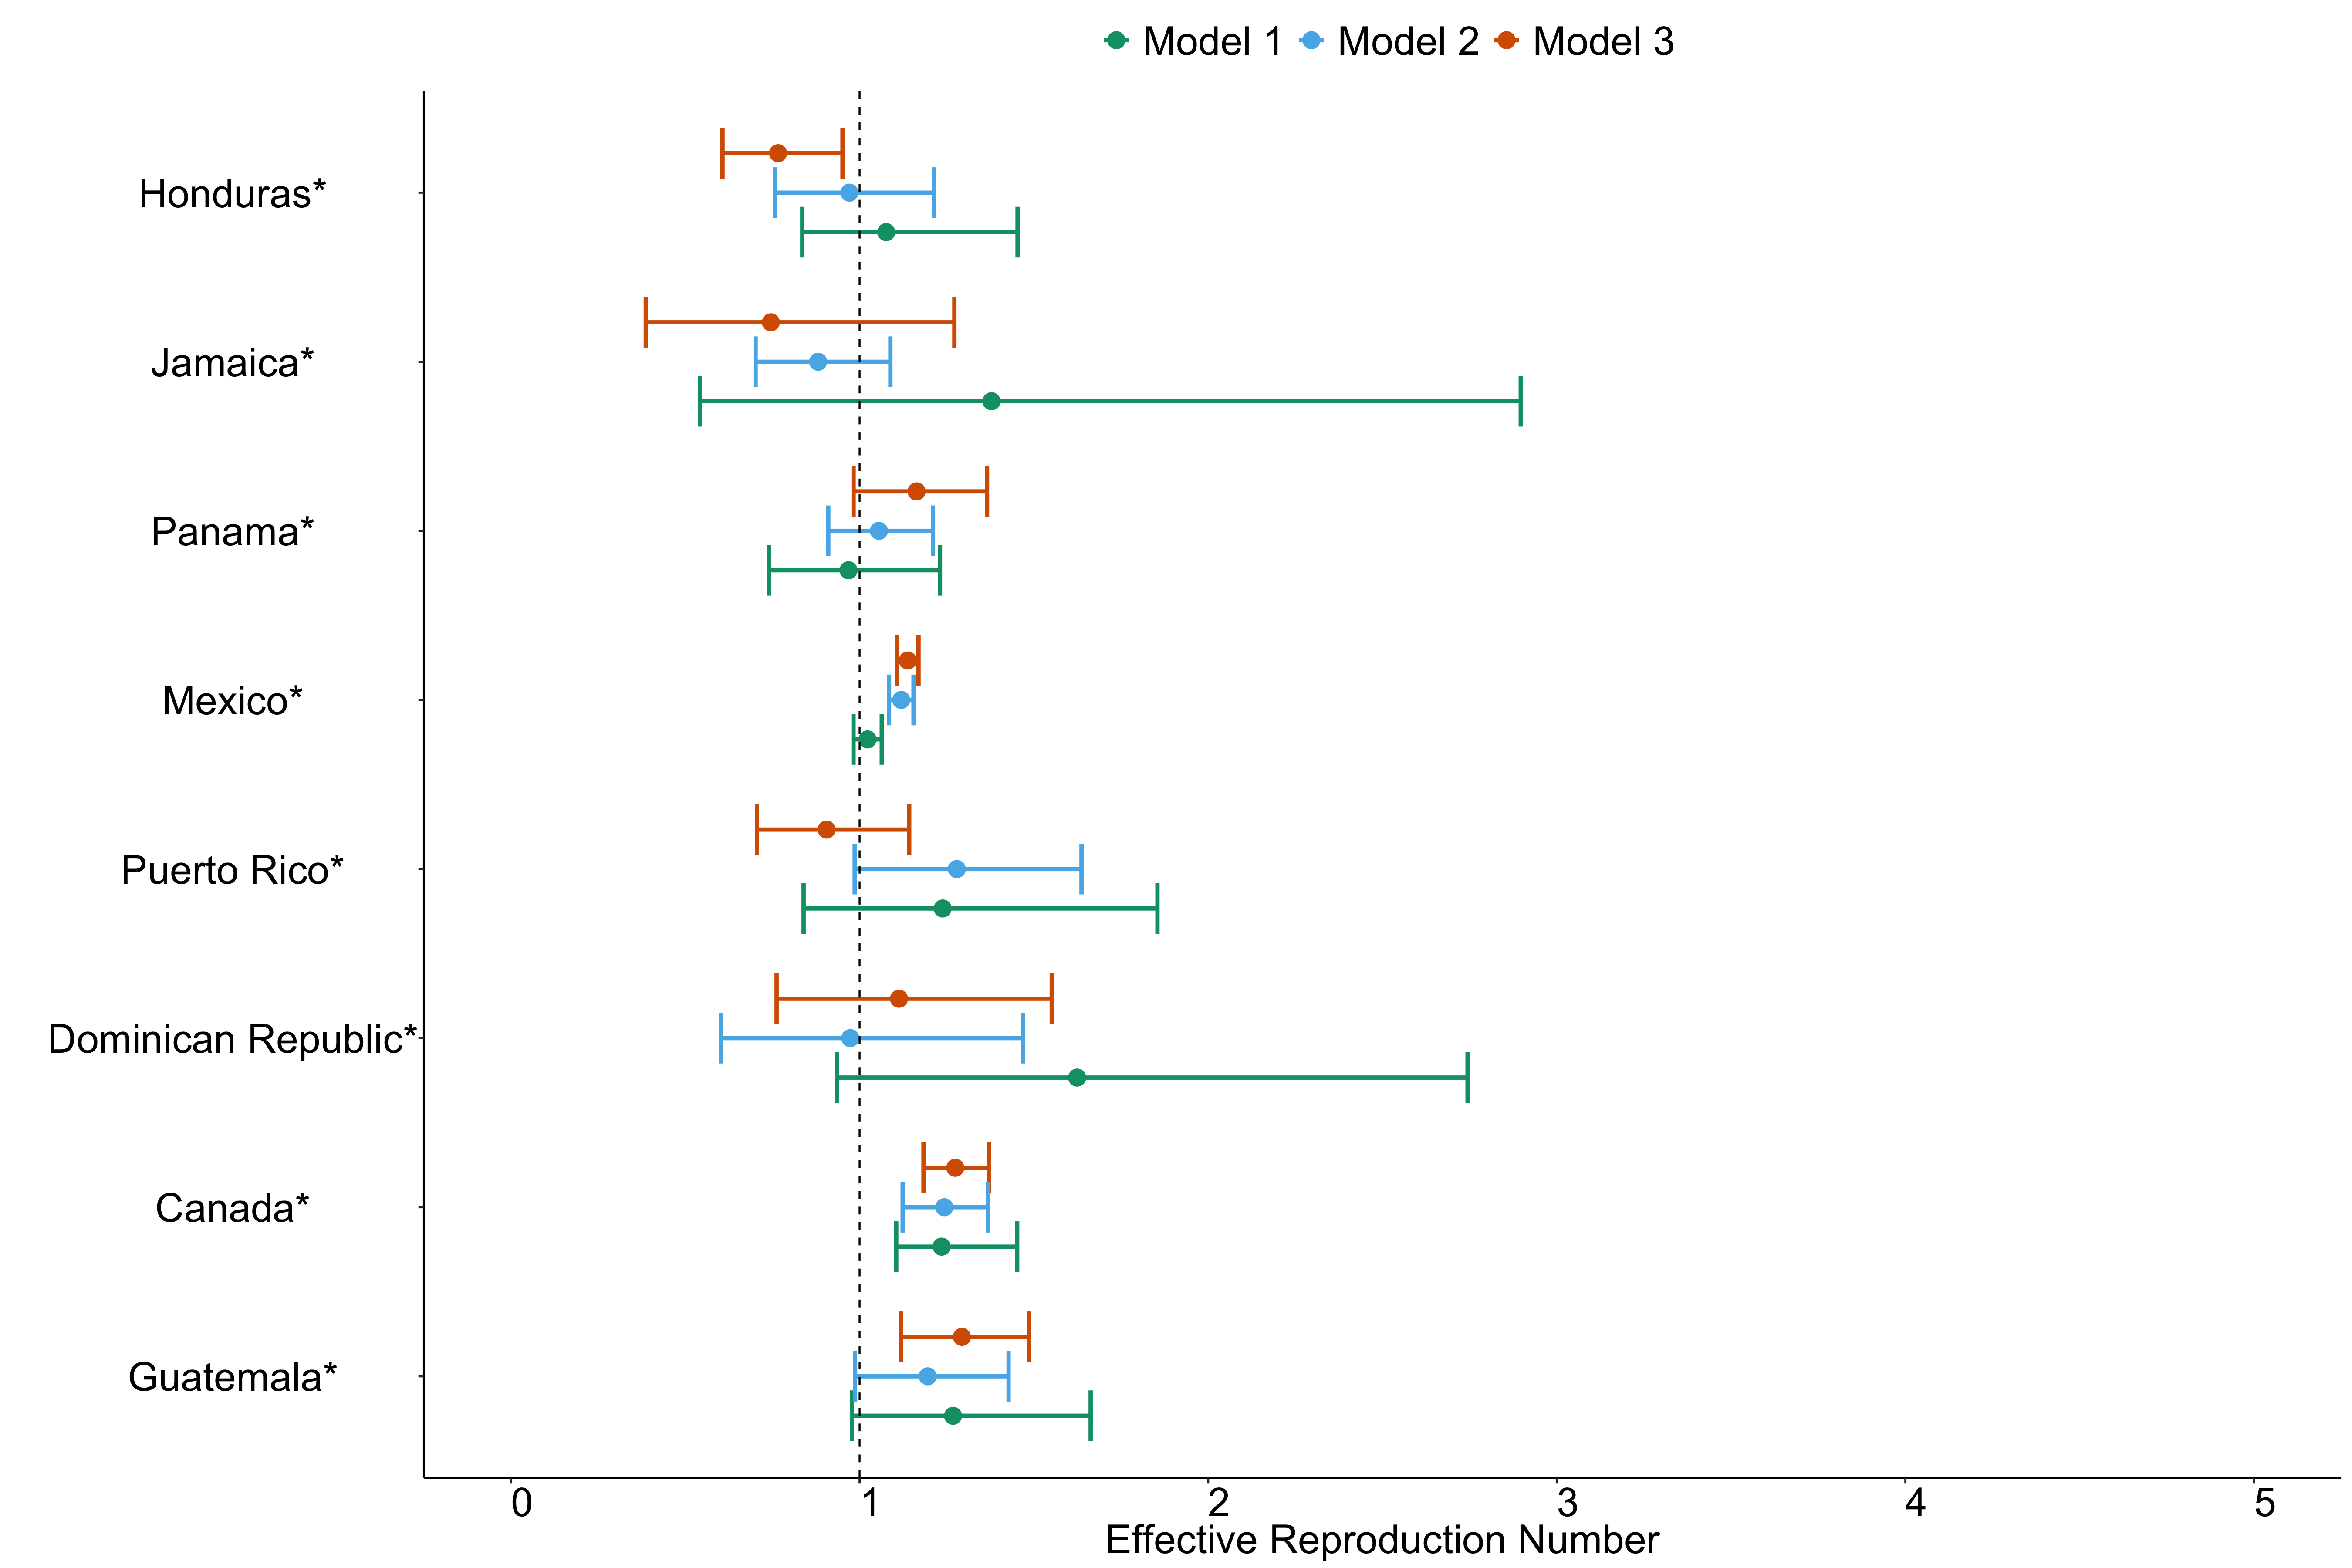 Model 1 Model 2 Model 3
Honduras*
Jamaica*
Panama*
Mexico*
Puerto Rico*
Dominican Republic*
Canada*
Guatemala*
0 1 2 3 4 5
Effective Reproduction Number